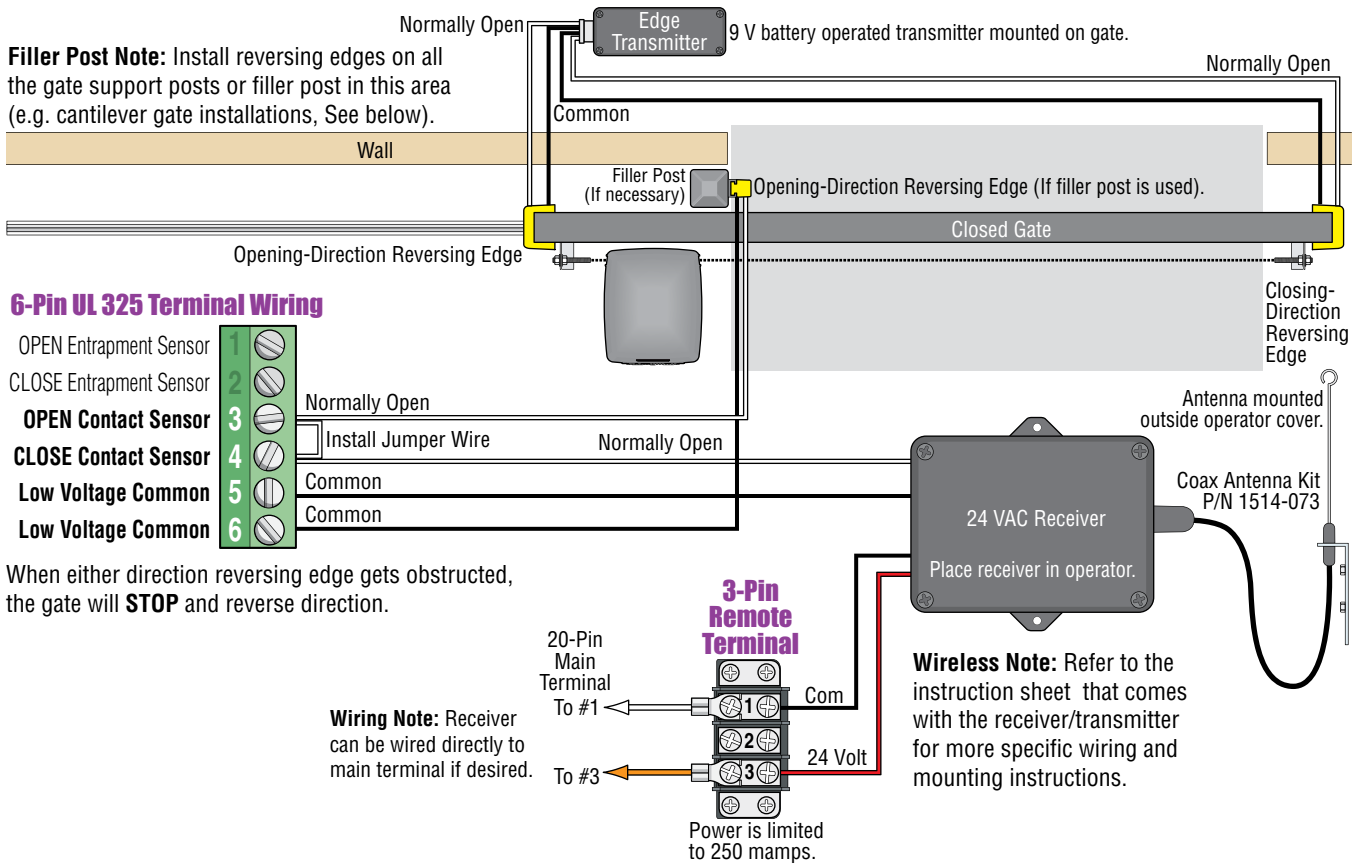 Normally Open
Edge
Transmitter
9 V battery operated transmitter mounted on gate.
Filler Post Note: Install reversing edges on all
the gate support posts or filler post in this area
(e.g. cantilever gate installations, See below).
Normally Open
Common
Wall
Filler Post
(If necessary)
Opening-Direction Reversing Edge (If filler post is used).
Closed Gate
Opening-Direction Reversing Edge
Closing-
Direction
Reversing
Edge
6-Pin UL 325 Terminal Wiring
OPEN Entrapment Sensor 1
CLOSE Entrapment Sensor 2
OPEN Contact Sensor 3
CLOSE Contact Sensor 4
Low Voltage Common 5
Low Voltage Common 6
Normally Open
Install Jumper Wire
Normally Open
Common
Common
When either direction reversing edge gets obstructed,
the gate will STOP and reverse direction.
Antenna mounted
outside operator cover.
Coax Antenna Kit
P/N 1514-073
24 VAC Receiver
Place receiver in operator.
3-Pin
Remote
Terminal
20-Pin
Main
Terminal
To #1
1
Com
2
To #3
3
24 Volt
Wiring Note: Receiver
can be wired directly to
main terminal if desired.
Power is limited
to 250 mamps.
Wireless Note: Refer to the
instruction sheet that comes
with the receiver/transmitter
for more specific wiring and
mounting instructions.